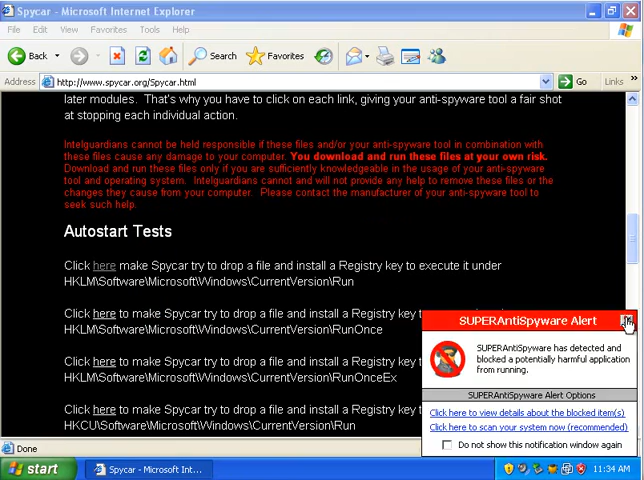 Spycar - Microsoft Internet Explorer
File Edit View Favorites Tools Help
Back Search Favorites
Address http://www.spycar.org/Spycar.html Go Links »
later modules. That's why you have to click on each link, giving your anti-spyware tool a fair shot
at stopping each individual action.
Intelguardians cannot be held responsible if these files and/or your anti-spyware tool in combination with
these files cause any damage to your computer. You download and run these files at your own risk.
Download and run these files only if you are sufficiently knowledgeable in the usage of your anti-spyware
tool and operating system. Intelguardians cannot and will not provide any help to remove these files or the
changes they cause from your computer. Please contact the manufacturer of your anti-spyware tool to
seek such help.
Autostart Tests
Click here make Spycar try to drop a file and install a Registry key to execute it under
HKLM\Software\Microsoft\Windows\CurrentVersion\Run
Click here to make Spycar try to drop a file and install a Registry key to
HKLM\Software\Microsoft\Windows\CurrentVersion\RunOnce
Click here to make Spycar try to drop a file and install a Registry key to
HKLM\Software\Microsoft\Windows\CurrentVersion\RunOnceEx
Click here to make Spycar try to drop a file and install a Registry key to
HKCU\Software\Microsoft\Windows\CurrentVersion\Run
SUPERAntiSpyware Alert
SUPERAntiSpyware has detected and
blocked a potentially harmful application
from running.
SUPERAntiSpyware Alert Options
Click here to view details about the blocked item(s)
Click here to scan your system now (recommended)
Do not show this notification window again
Done
start Spycar - Microsoft Int... 11:34 AM